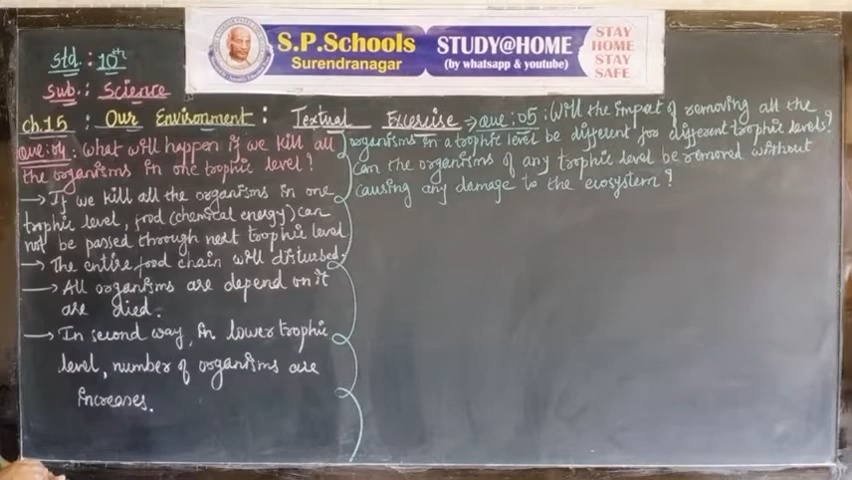 S.P.Schools
Surendranagar
STUDY@HOME
(by whatsapp & youtube)
STAY
HOME
STAY
SAFE
Std. : 10th
Sub. : Science
Ch.15 : Our Environment : Textual Excersise
Que:04: What will happen if we kill all
the organisms in one trophic level?
→ If we kill all the organisms in one
trophic level, food (chemical energy) can
not be passed through next trophic level
→ The entire food chain will disturbed.
→ All organisms are depend on it
are died.
→ In second way, in lower trophic
level, number of organisms are
increases.
→ Que:05: Will the impact of removing all the
organisms in a trophic level be different for different trophic levels?
Can the organisms of any trophic level be removed without
causing any damage to the ecosystem?